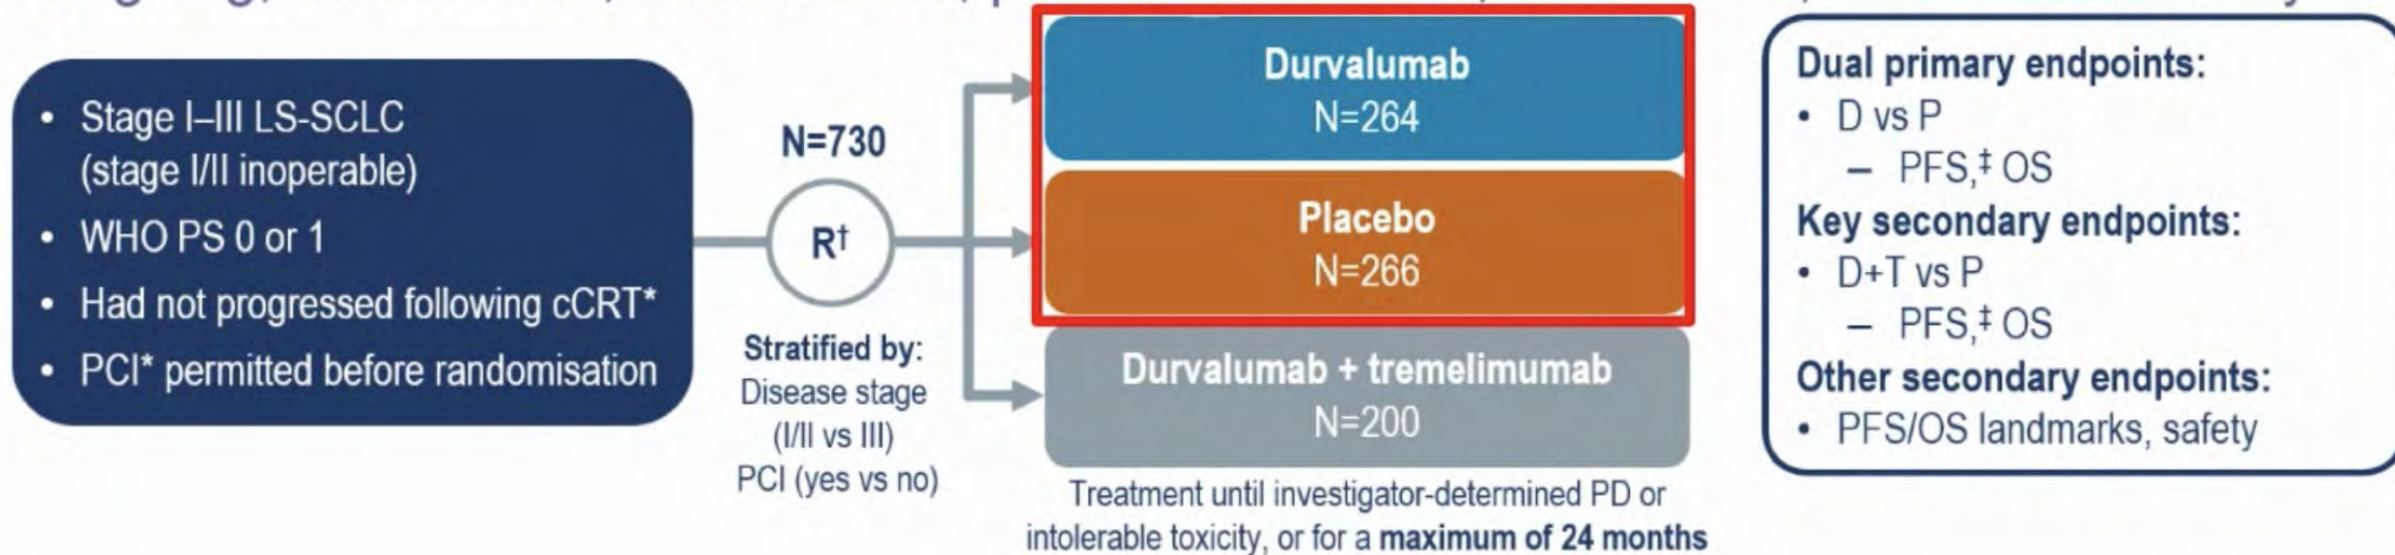 • Stage I–III LS-SCLC
(stage I/II inoperable)
• WHO PS 0 or 1
• Had not progressed following cCRT*
• PCI* permitted before randomisation
N=730
R†
Stratified by:
Disease stage
(I/II vs III)
PCI (yes vs no)
Durvalumab
N=264
Placebo
N=266
Durvalumab + tremelimumab
N=200
Treatment until investigator-determined PD or
intolerable toxicity, or for a maximum of 24 months
Dual primary endpoints:
• D vs P
– PFS,‡ OS
Key secondary endpoints:
• D+T vs P
– PFS,‡ OS
Other secondary endpoints:
• PFS/OS landmarks, safety